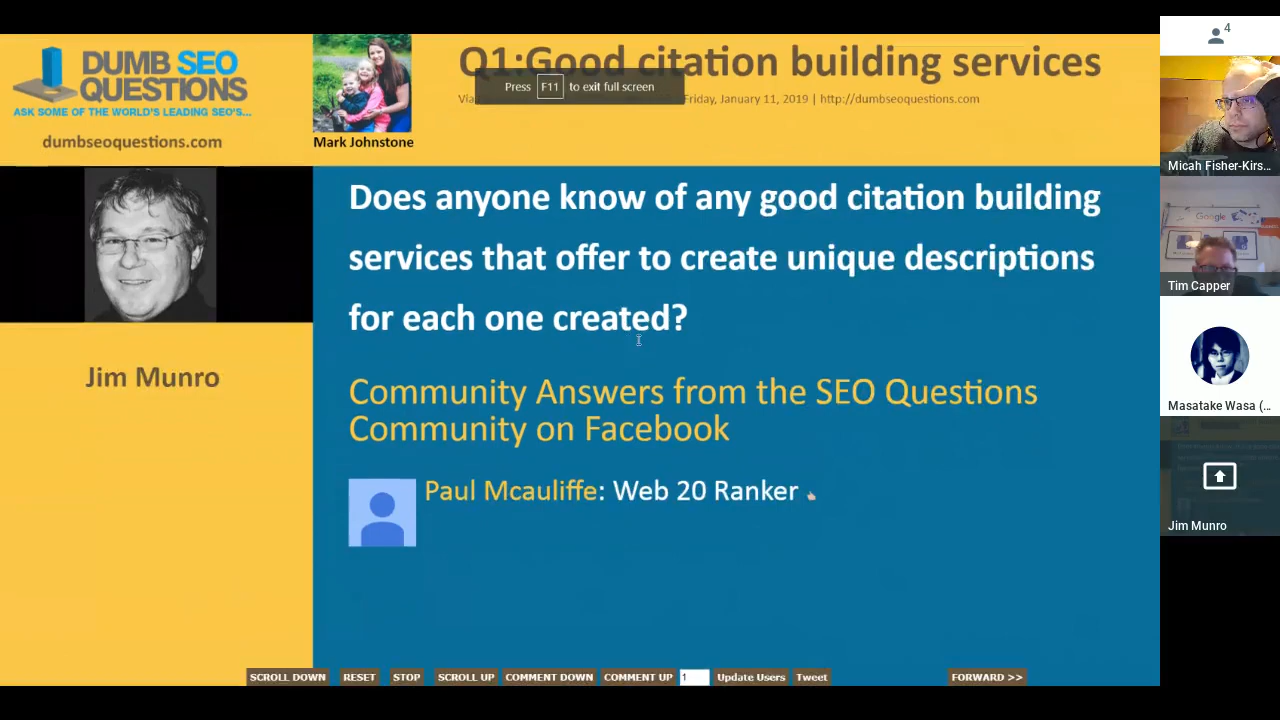 DUMB SEO
QUESTIONS
ASK SOME OF THE WORLD'S LEADING SEO'S...
dumbseoquestions.com
Mark Johnstone
Q1:Good citation building services
Press F11 to exit full screen
Friday, January 11, 2019 | http://dumbseoquestions.com
Jim Munro
Does anyone know of any good citation building
services that offer to create unique descriptions
for each one created?
Community Answers from the SEO Questions
Community on Facebook
Paul Mcauliffe: Web 20 Ranker
SCROLL DOWN RESET STOP SCROLL UP COMMENT DOWN COMMENT UP 1 Update Users Tweet FORWARD >>
4
Micah Fisher-Kirs...
Google
Tim Capper
Masatake Wasa (...
Jim Munro